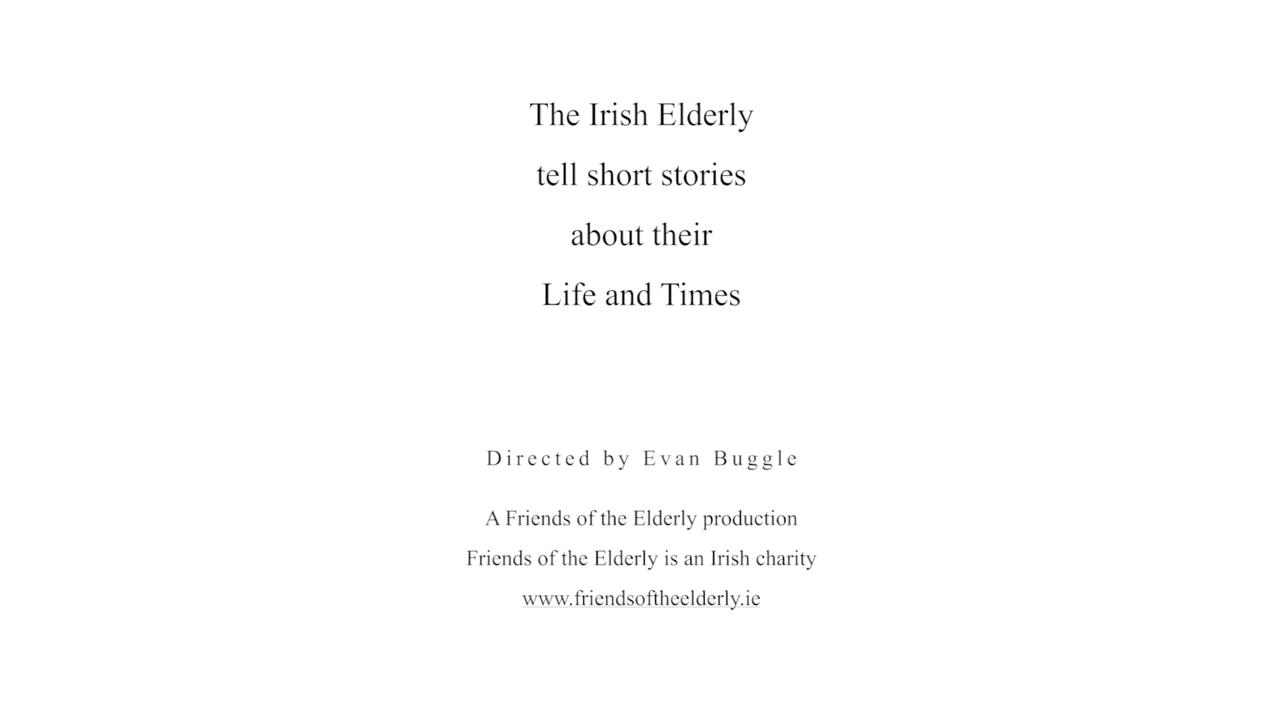 The Irish Elderly
tell short stories
about their
Life and Times
Directed by Evan Buggle
A Friends of the Elderly production
Friends of the Elderly is an Irish charity
www.friendsoftheelderly.ie